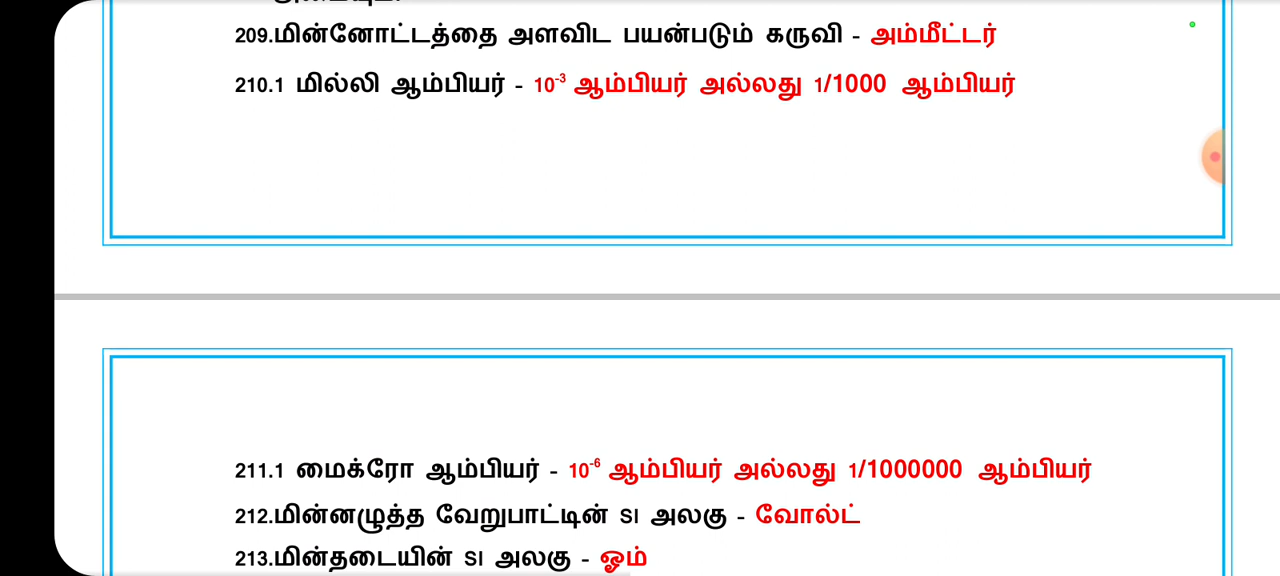 209.மின்னோட்டத்தை அளவிட பயன்படும் கருவி - அம்மீட்டர்
210.1 மில்லி ஆம்பியர் - 10⁻³ ஆம்பியர் அல்லது 1/1000 ஆம்பியர்
211.1 மைக்ரோ ஆம்பியர் - 10⁻⁶ ஆம்பியர் அல்லது 1/1000000 ஆம்பியர்
212.மின்னழுத்த வேறுபாட்டின் SI அலகு - வோல்ட்
213.மின்தடையின் SI அலகு - ஓம்